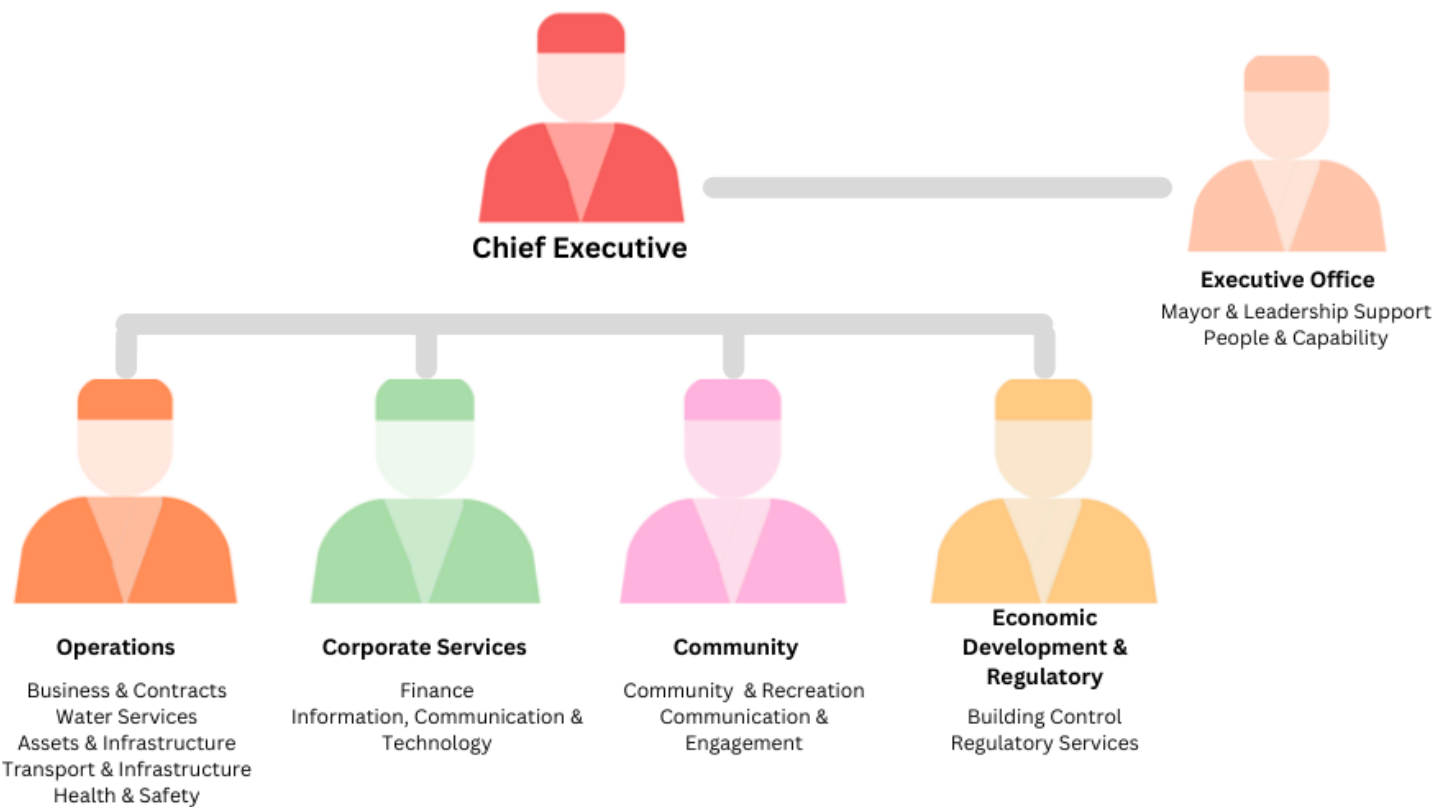 Chief Executive
Executive Office
Mayor & Leadership Support
People & Capability
Operations
Business & Contracts
Water Services
Assets & Infrastructure
Transport & Infrastructure
Health & Safety
Corporate Services
Finance
Information, Communication &
Technology
Community
Community & Recreation
Communication &
Engagement
Economic
Development &
Regulatory
Building Control
Regulatory Services